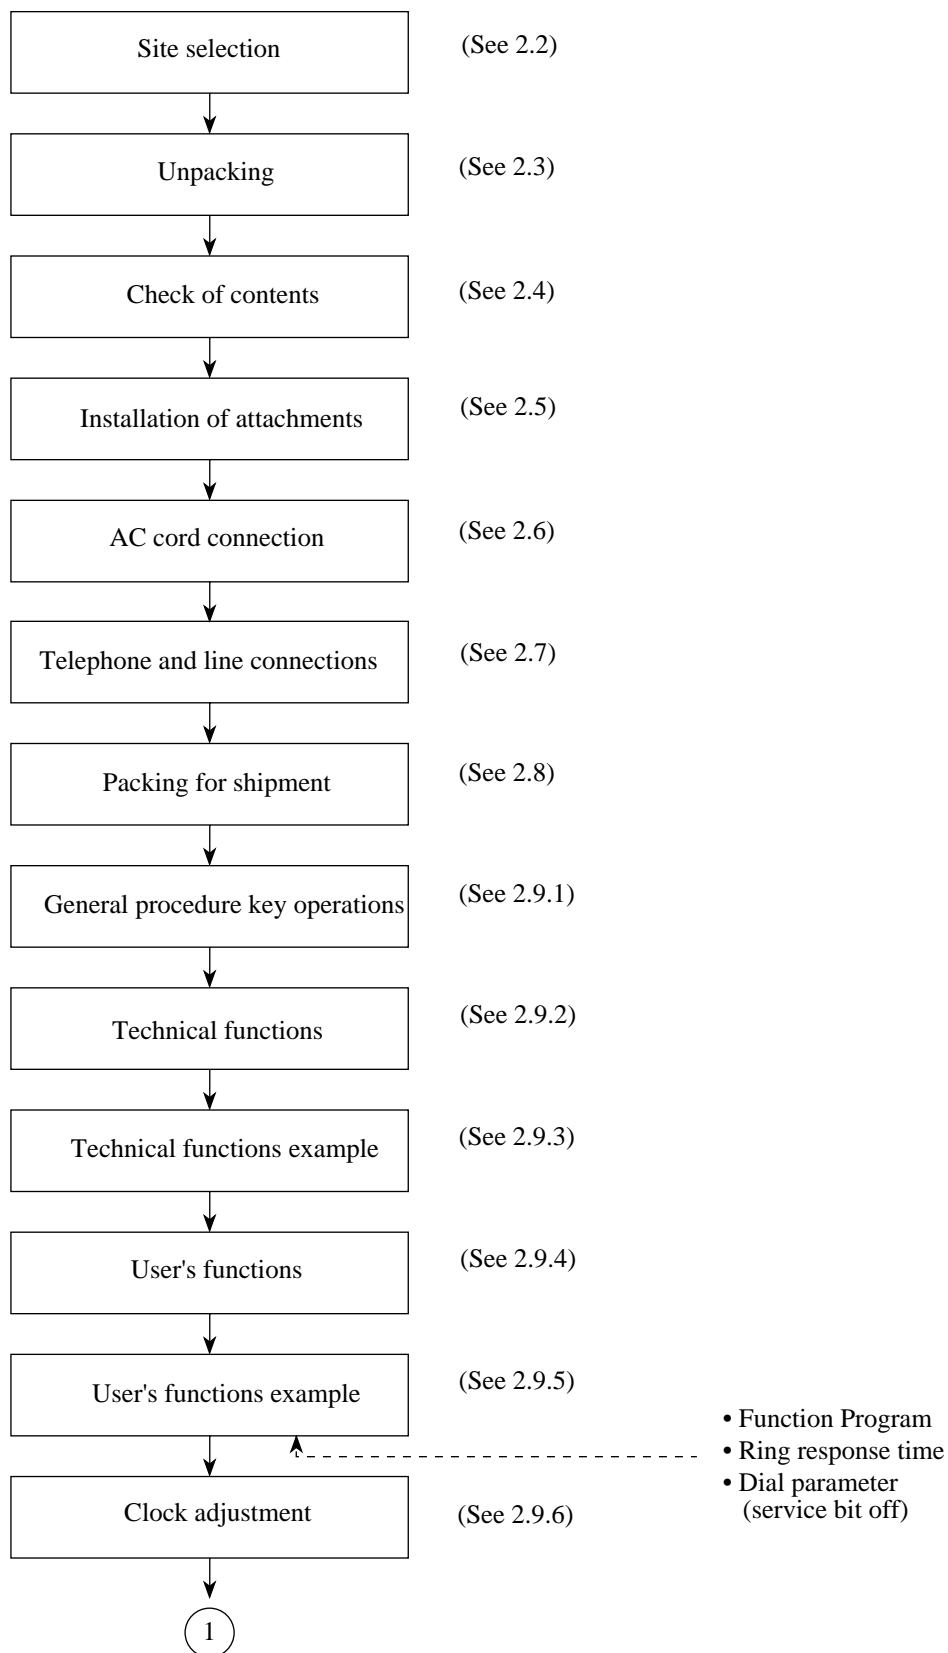 Site selection (See 2.2)
Unpacking (See 2.3)
Check of contents (See 2.4)
Installation of attachments (See 2.5)
AC cord connection (See 2.6)
Telephone and line connections (See 2.7)
Packing for shipment (See 2.8)
General procedure key operations (See 2.9.1)
Technical functions (See 2.9.2)
Technical functions example (See 2.9.3)
User's functions (See 2.9.4)
User's functions example (See 2.9.5)
• Function Program
• Ring response time
• Dial parameter
(service bit off)
Clock adjustment (See 2.9.6)
1